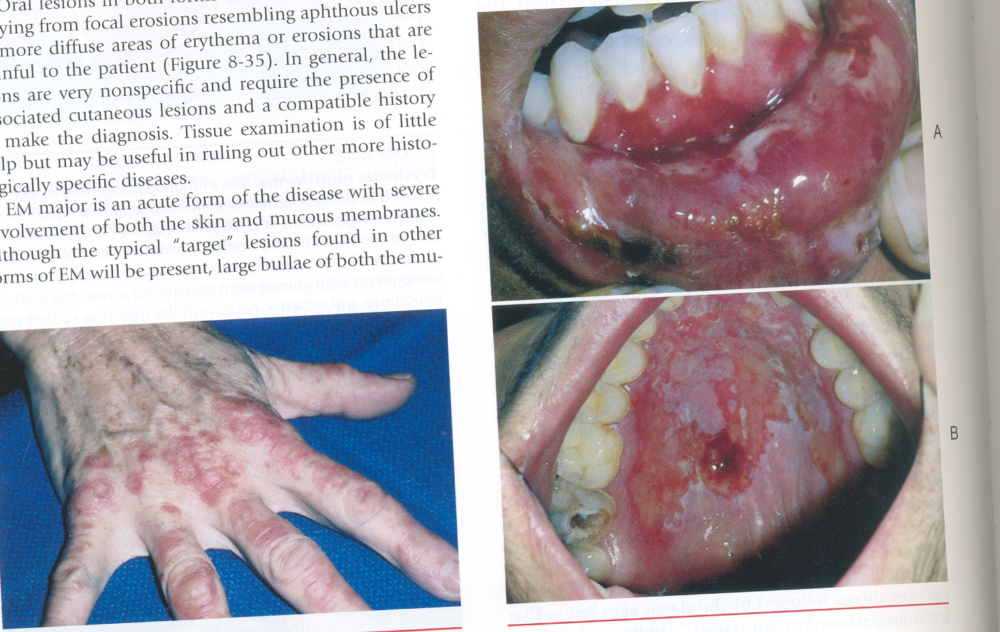 Oral lesions in both forms
ying from focal erosions resembling aphthous ulcers
more diffuse areas of erythema or erosions that are
inful to the patient (Figure 8-35). In general, the le-
ons are very nonspecific and require the presence of
sociated cutaneous lesions and a compatible history
make the diagnosis. Tissue examination is of little
lp but may be useful in ruling out other more histo-
gically specific diseases.
EM major is an acute form of the disease with severe
volvement of both the skin and mucous membranes.
lthough the typical “target” lesions found in other
orms of EM will be present, large bullae of both the mu-
A
B